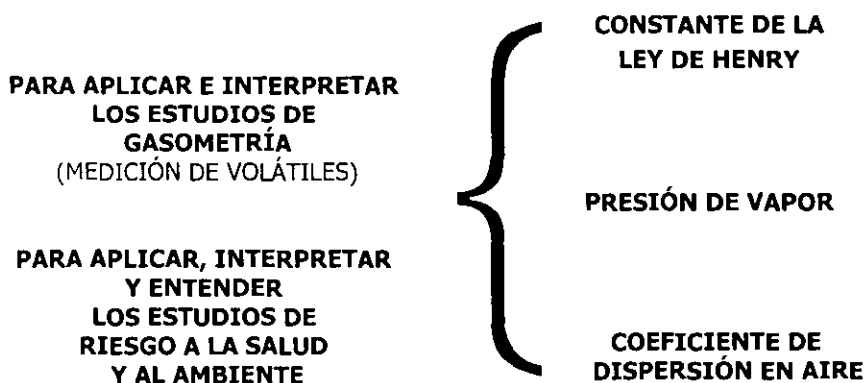 PARA APLICAR E INTERPRETAR
LOS ESTUDIOS DE
GASOMETRÍA
(MEDICIÓN DE VOLÁTILES)
PARA APLICAR, INTERPRETAR
Y ENTENDER
LOS ESTUDIOS DE
RIESGO A LA SALUD
Y AL AMBIENTE
CONSTANTE DE LA
LEY DE HENRY
PRESIÓN DE VAPOR
COEFICIENTE DE
DISPERSIÓN EN AIRE